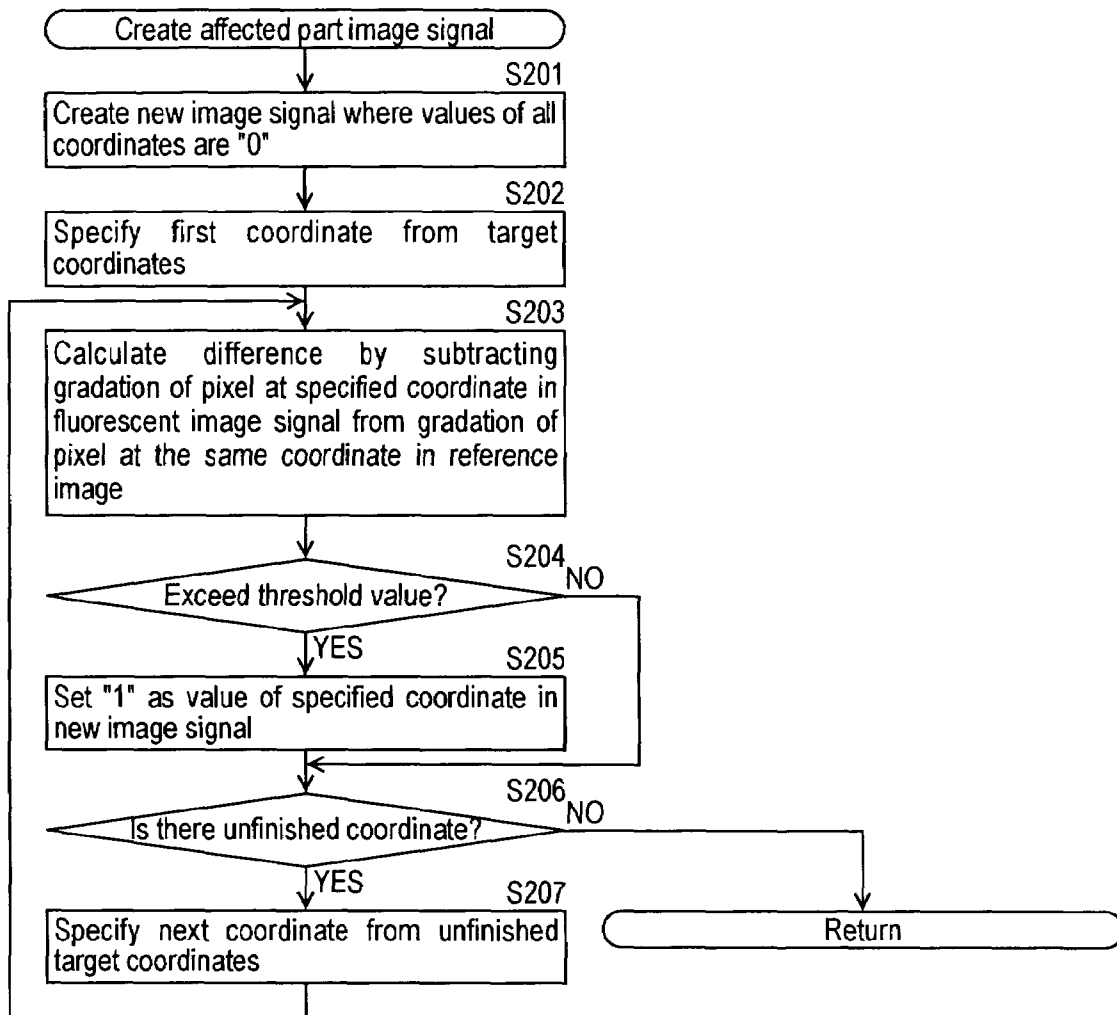 Create affected part image signal
S201
Create new image signal where values of all
coordinates are "0"
S202
Specify first coordinate from target
coordinates
S203
Calculate difference by subtracting
gradation of pixel at specified coordinate in
fluorescent image signal from gradation of
pixel at the same coordinate in reference
image
S204
NO
Exceed threshold value?
YES
S205
Set "1" as value of specified coordinate in
new image signal
S206
NO
Is there unfinished coordinate?
YES
S207
Specify next coordinate from unfinished
target coordinates
Return